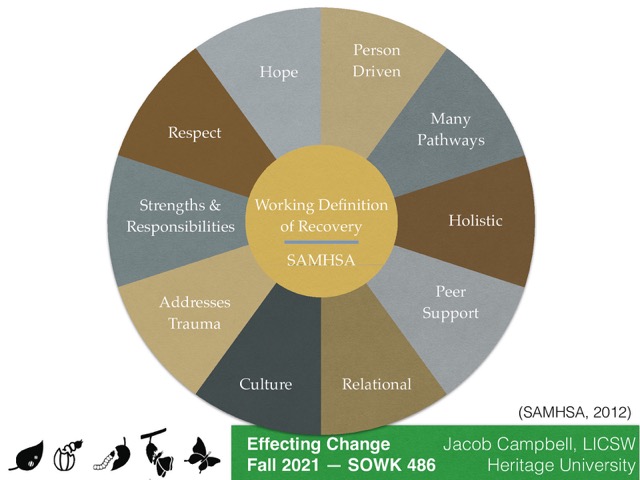 Hope
Person
Driven
Many
Pathways
Respect
Holistic
Strengths &
Responsibilities
Working Definition
of Recovery
SAMHSA
Peer
Support
Addresses
Trauma
Culture
Relational
(SAMHSA, 2012)
Effecting Change
Jacob Campbell, LICSW
Fall 2021 — SOWK 486
Heritage University